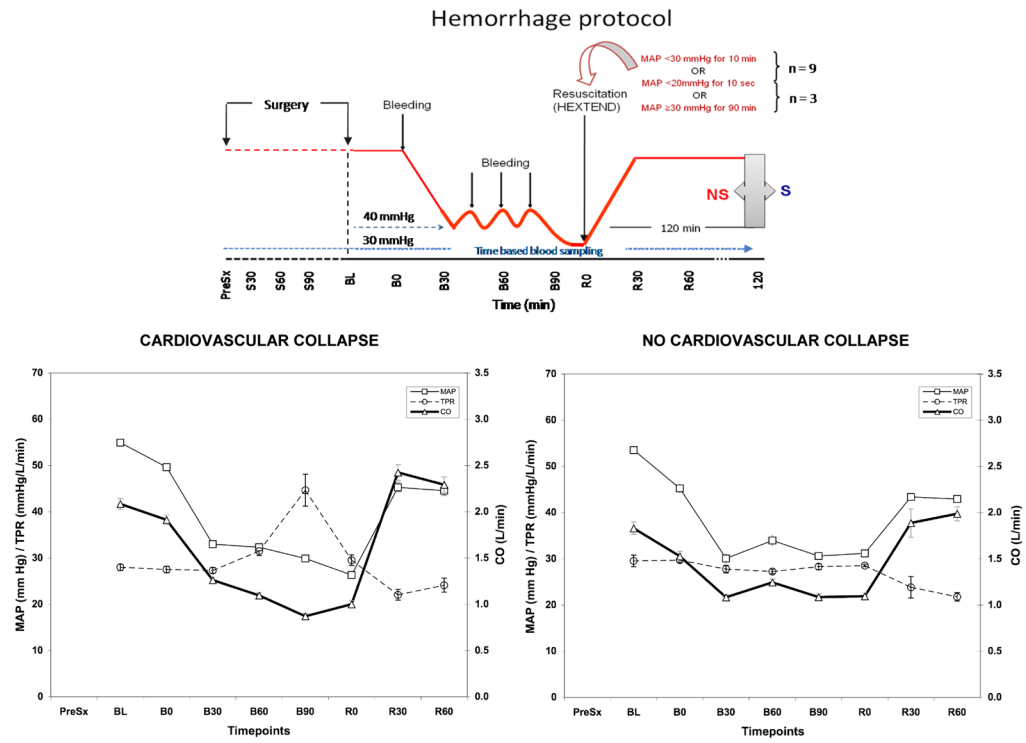 Hemorrhage protocol
MAP <30 mmHg for 10 min
OR
MAP <20mmHg for 10 sec
OR
MAP ≥30 mmHg for 90 min
n = 9
n = 3
Resuscitation
(HEXTEND)
Surgery
Bleeding
Bleeding
NS
S
40 mmHg
30 mmHg
120 min
Time based blood sampling
PreSx
S30
S60
S90
BL
B0
B30
B60
B90
R0
R30
R60
120
Time (min)
CARDIOVASCULAR COLLAPSE
MAP (mm Hg) / TPR (mmHg/L/min)
70
60
50
40
30
20
10
0
3.5
3.0
2.5
2.0
1.5
1.0
0.5
0.0
CO (L/min)
MAP
TPR
CO
PreSx BL B0 B30 B60 B90 R0 R30 R60
Timepoints
NO CARDIOVASCULAR COLLAPSE
MAP (mm Hg) / TPR (mmHg/L/min)
70
60
50
40
30
20
10
0
3.5
3.0
2.5
2.0
1.5
1.0
0.5
0.0
CO (L/min)
MAP
TPR
CO
PreSx BL B0 B30 B60 B90 R0 R30 R60
Timepoints